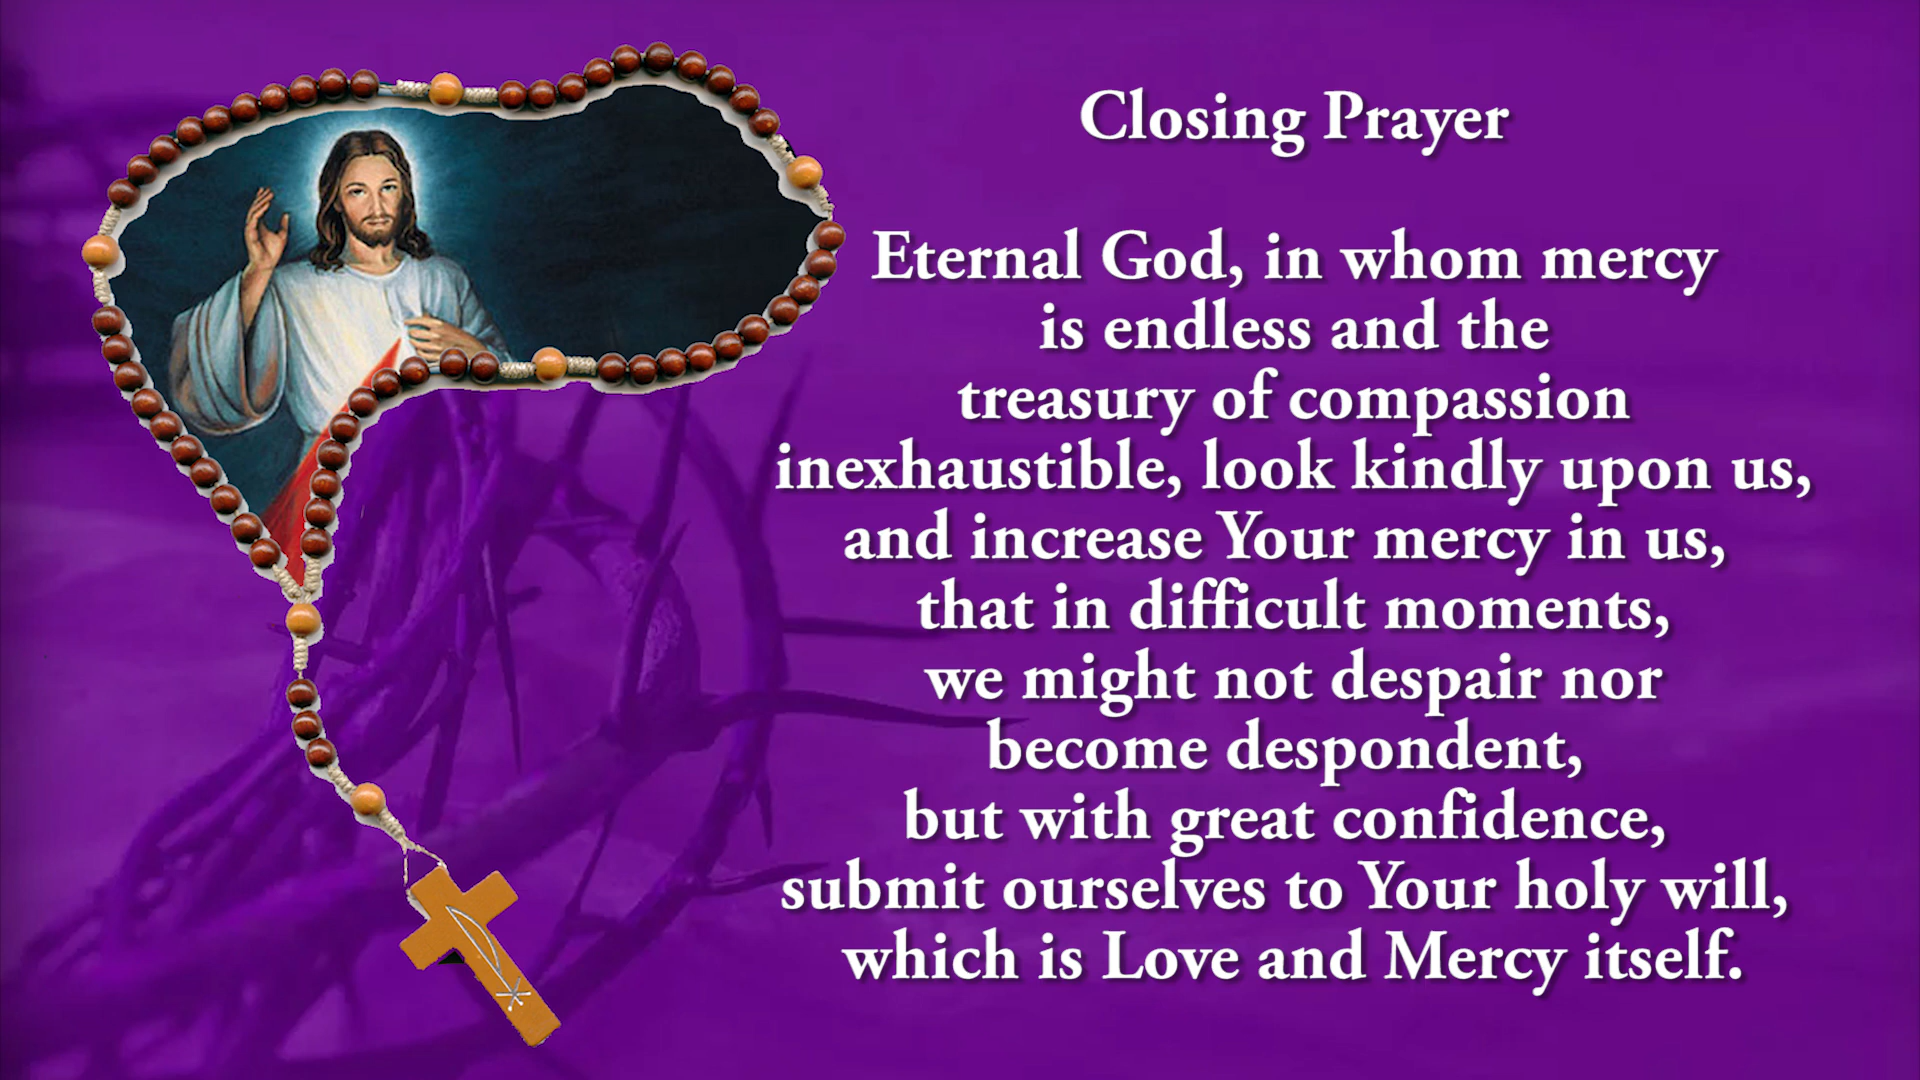 Closing Prayer
Eternal God, in whom mercy
is endless and the
treasury of compassion
inexhaustible, look kindly upon us,
and increase Your mercy in us,
that in difficult moments,
we might not despair nor
become despondent,
but with great confidence,
submit ourselves to Your holy will,
which is Love and Mercy itself.